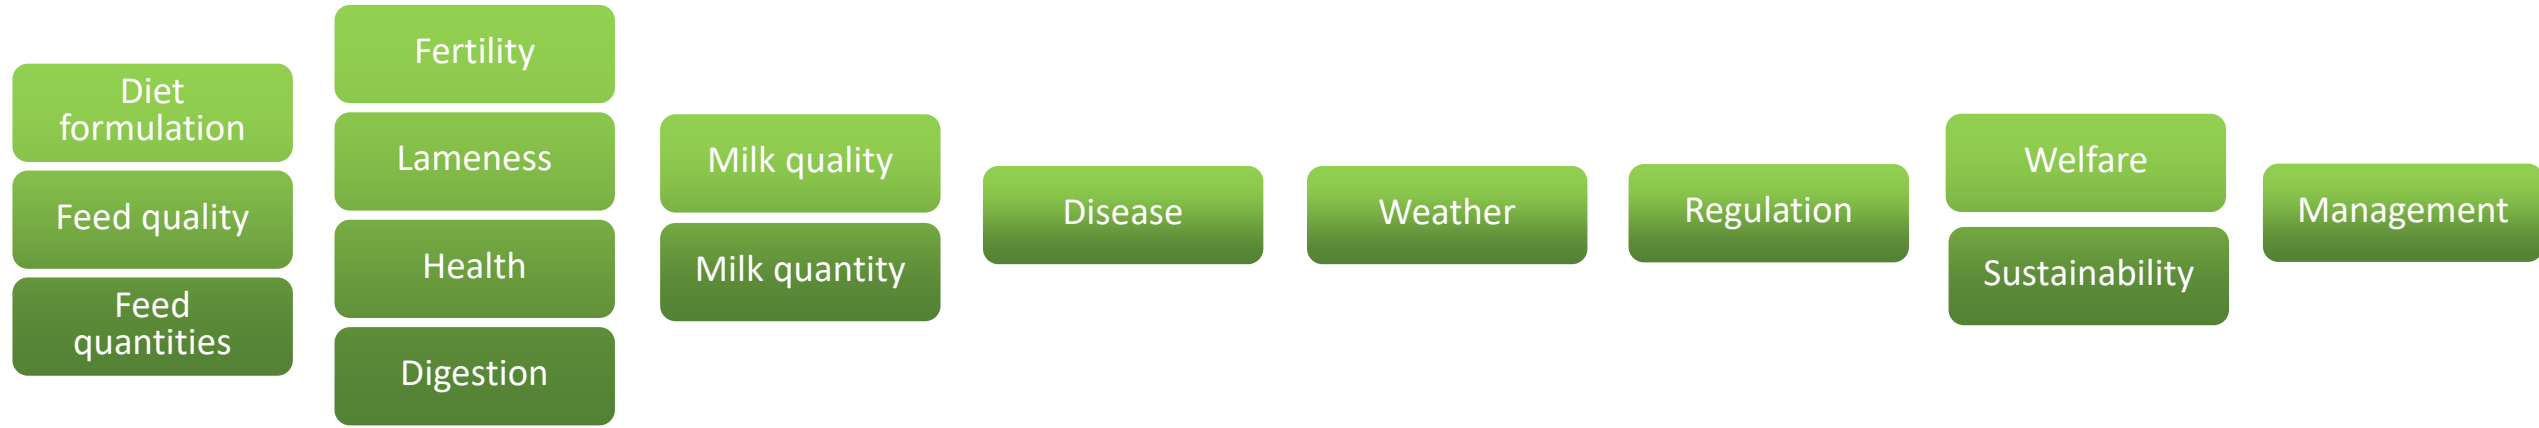 Diet
formulation
Feed quality
Feed
quantities
Fertility
Lameness
Health
Digestion
Milk quality
Milk quantity
Disease
Weather
Regulation
Welfare
Sustainability
Management